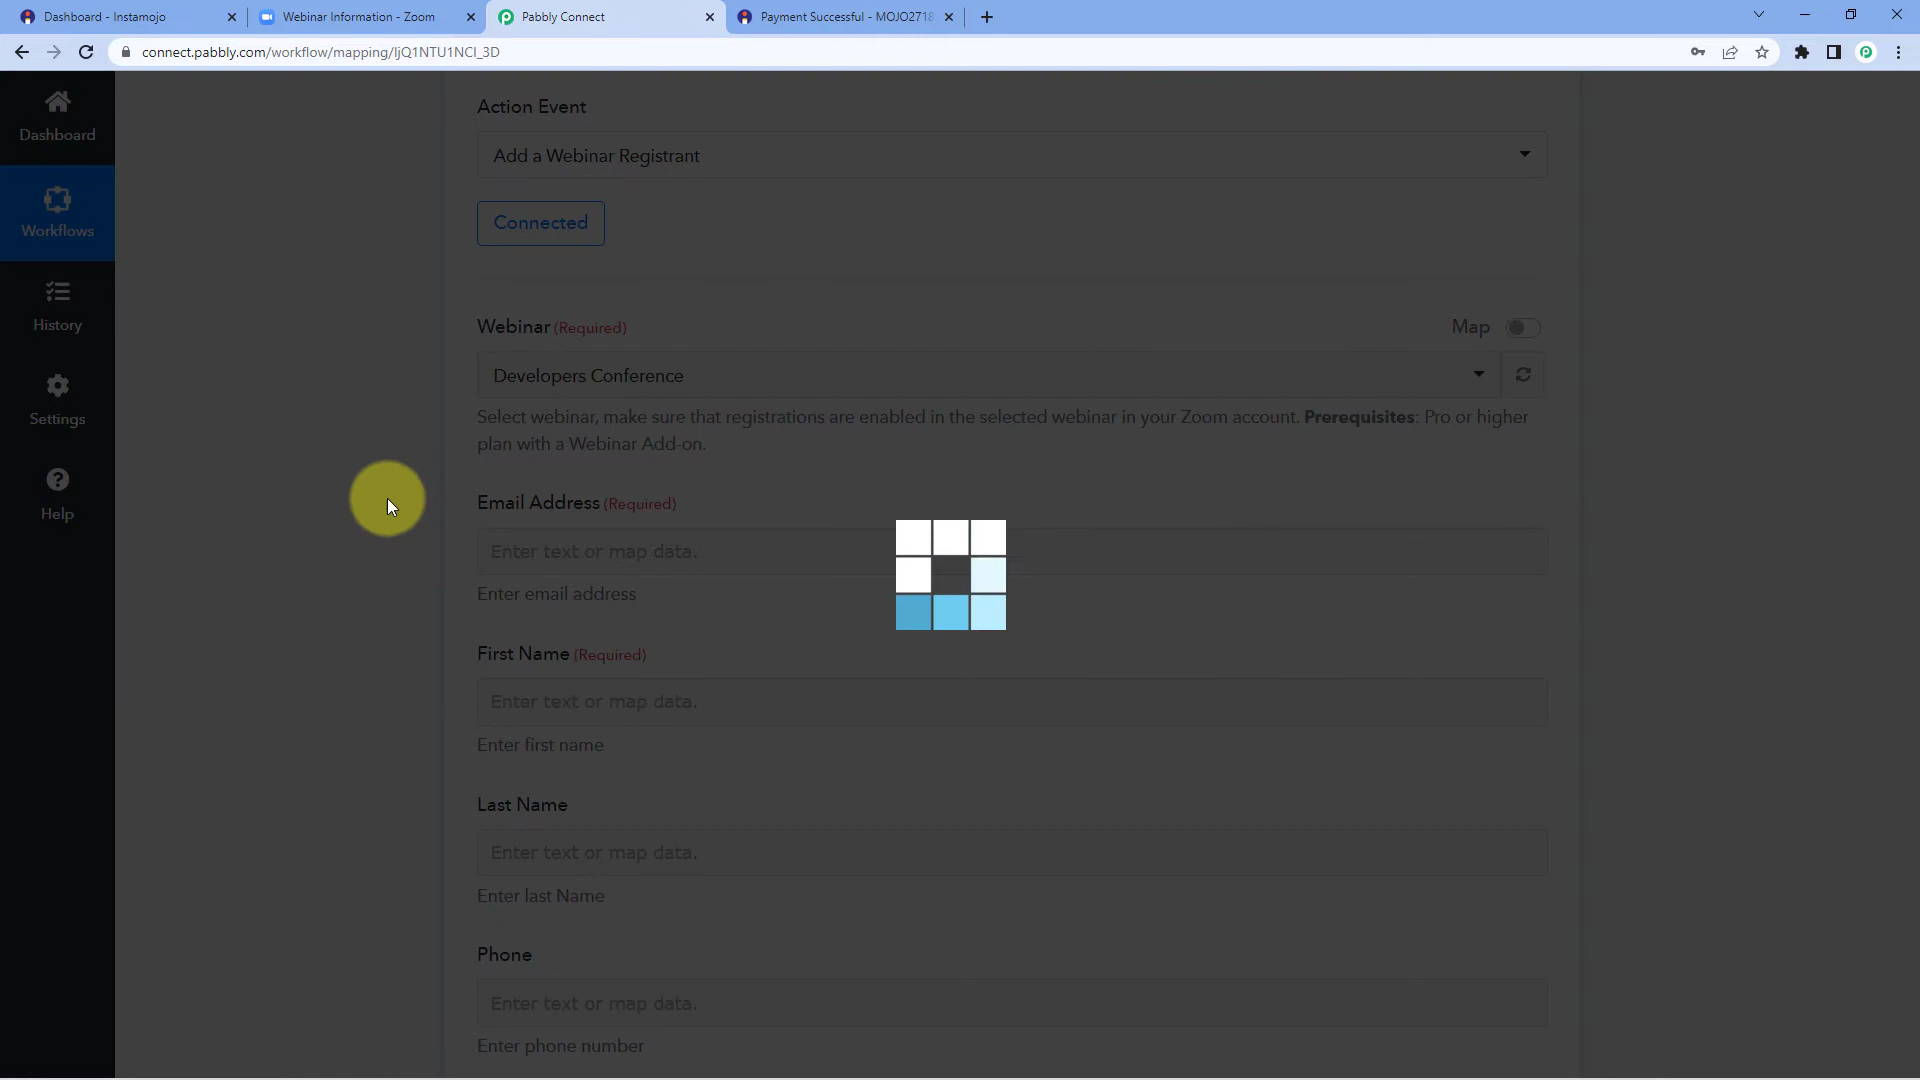 Dashboard - Instamojo
Webinar Information - Zoom
Pabbly Connect
Payment Successful - MOJO2718
connect.pabbly.com/workflow/mapping/IjQ1NTU1NCI_3D
Dashboard
Workflows
History
Settings
Help
Action Event
Add a Webinar Registrant
Connected
Webinar (Required)
Map
Developers Conference
Select webinar, make sure that registrations are enabled in the selected webinar in your Zoom account. Prerequisites: Pro or higher
plan with a Webinar Add-on.
Email Address (Required)
Enter text or map data.
Enter email address
First Name (Required)
Enter text or map data.
Enter first name
Last Name
Enter text or map data.
Enter last Name
Phone
Enter text or map data.
Enter phone number